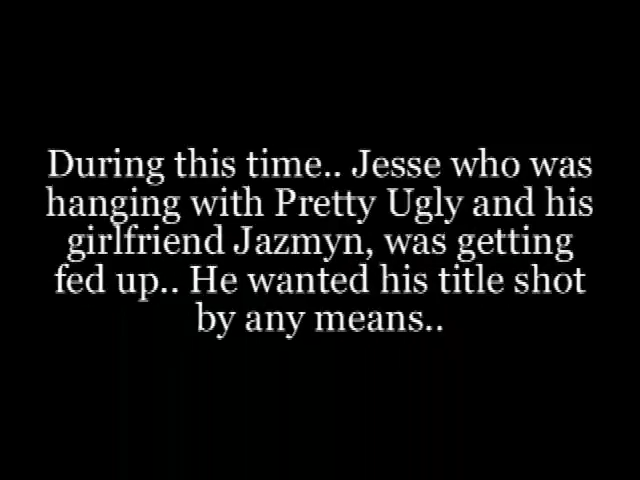 During this time.. Jesse who was
hanging with Pretty Ugly and his
girlfriend Jazmyn, was getting
fed up.. He wanted his title shot
by any means..